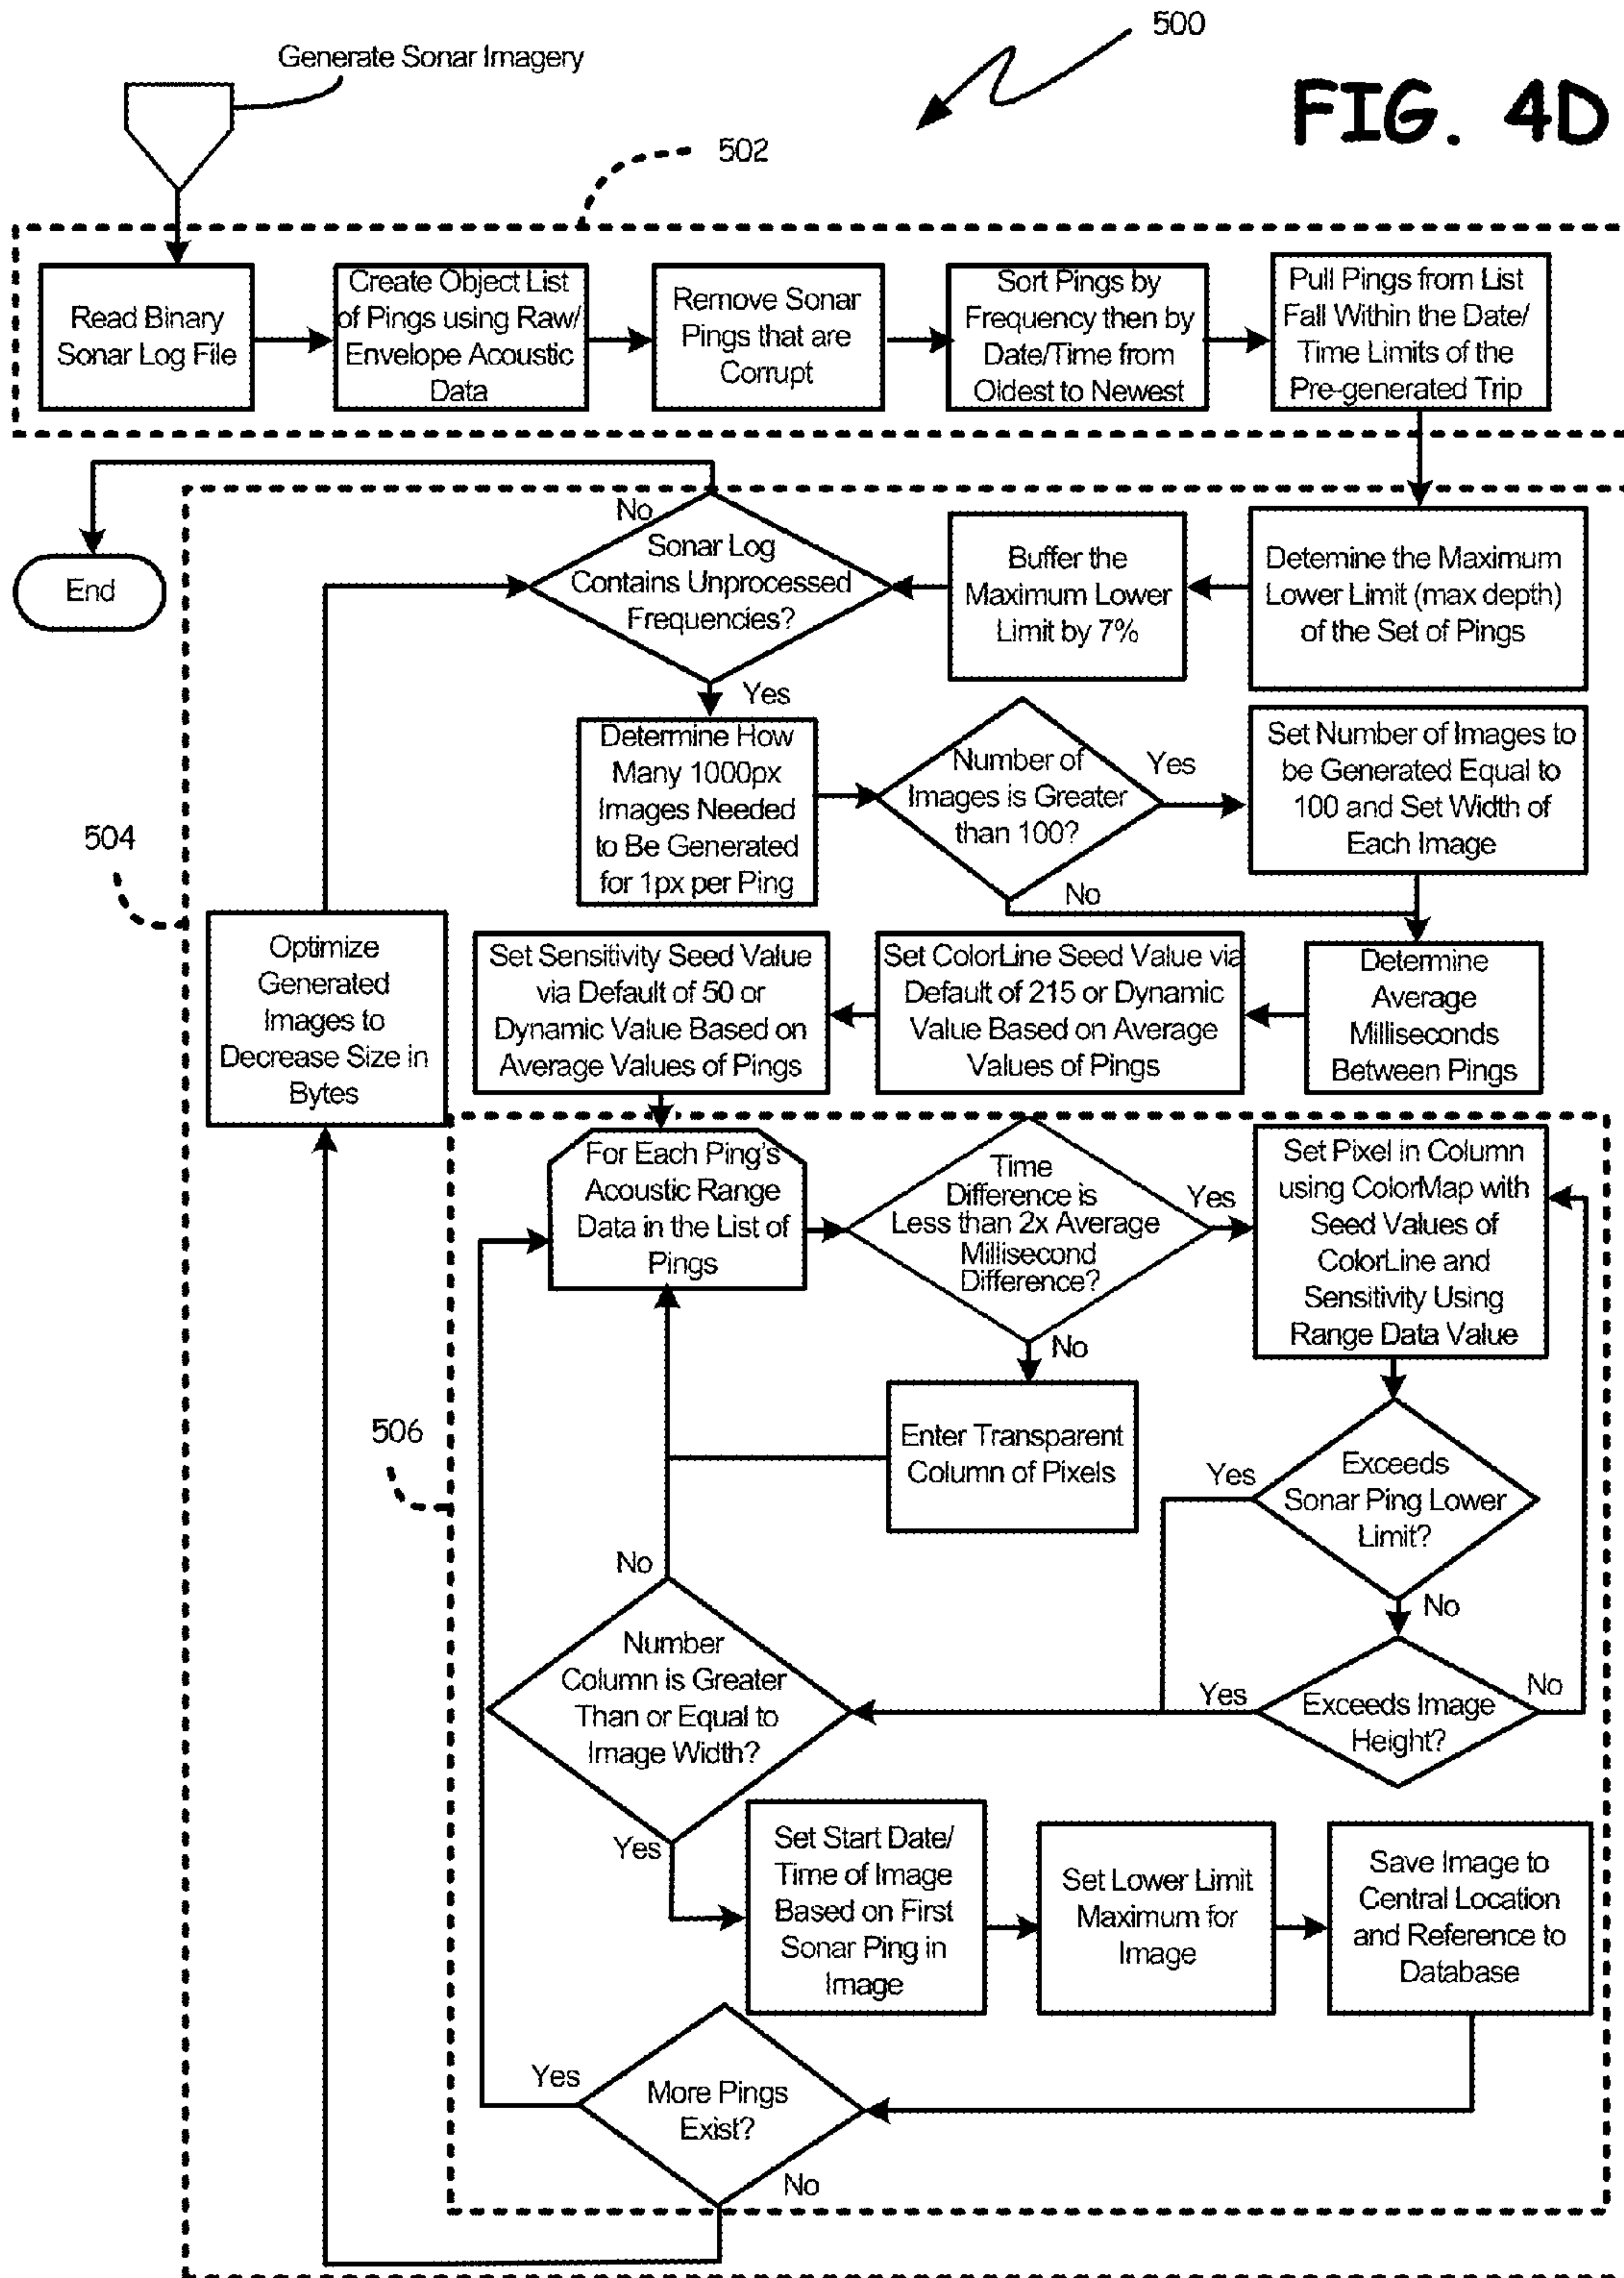 500
Generate Sonar Imagery
FIG. 4D
502
Read Binary
Sonar Log File
Create Object List
of Pings using Raw/
Envelope Acoustic
Data
Remove Sonar
Pings that are
Corrupt
Sort Pings by
Frequency then by
Date/Time from
Oldest to Newest
Pull Pings from List
Fall Within the Date/
Time Limits of the
Pre-generated Trip
End
No
Sonar Log
Contains Unprocessed
Frequencies?
Yes
Buffer the
Maximum Lower
Limit by 7%
Detemine the Maximum
Lower Limit (max depth)
of the Set of Pings
Determine How
Many 1000px
Images Needed
to Be Generated
for 1px per Ping
Number of
Images is Greater
than 100?
Yes
No
Set Number of Images to
be Generated Equal to
100 and Set Width of
Each Image
504
Optimize
Generated
Images to
Decrease Size in
Bytes
Set Sensitivity Seed Value
via Default of 50 or
Dynamic Value Based on
Average Values of Pings
Set ColorLine Seed Value via
Default of 215 or Dynamic
Value Based on Average
Values of Pings
Determine
Average
Milliseconds
Between Pings
For Each Ping's
Acoustic Range
Data in the List of
Pings
Time
Difference is
Less than 2x Average
Millisecond
Difference?
Yes
No
Set Pixel in Column
using ColorMap with
Seed Values of
ColorLine and
Sensitivity Using
Range Data Value
506
Enter Transparent
Column of Pixels
Yes
Exceeds
Sonar Ping Lower
Limit?
No
No
Number
Column is Greater
Than or Equal to
Image Width?
Yes
Yes
Exceeds Image
Height?
No
Set Start Date/
Time of Image
Based on First
Sonar Ping in
Image
Set Lower Limit
Maximum for
Image
Save Image to
Central Location
and Reference to
Database
Yes
More Pings
Exist?
No